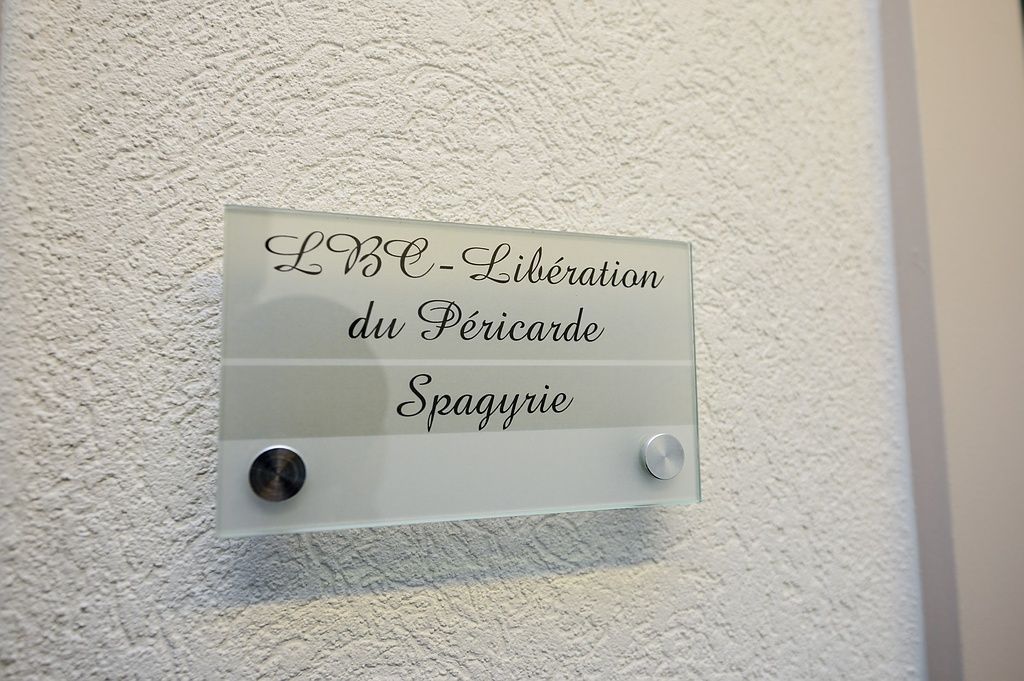 LBC - Libération
du Péricarde
Spagyrie